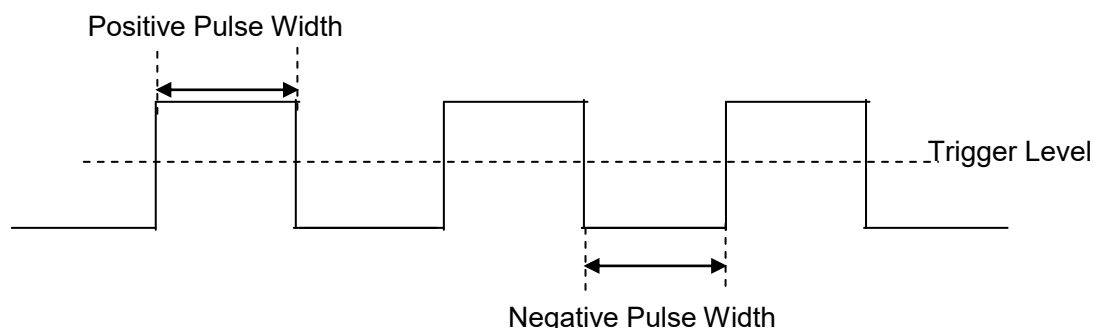 Positive Pulse Width
Trigger Level
Negative Pulse Width